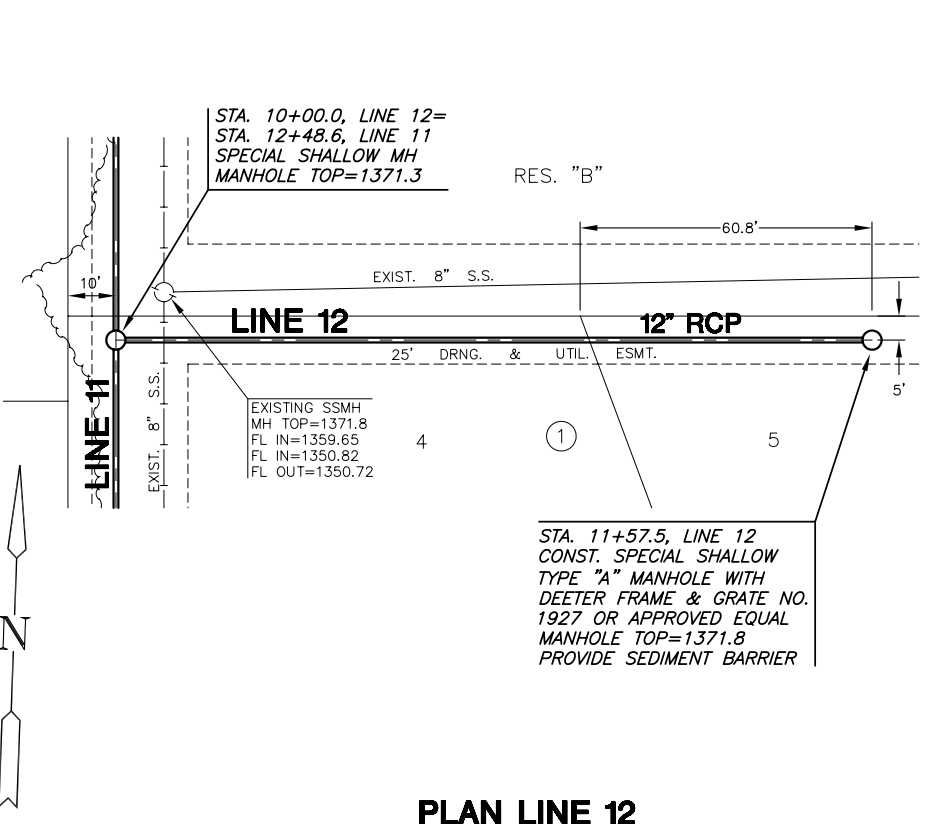 STA. 10+00.0, LINE 12=
STA. 12+48.6, LINE 11
SPECIAL SHALLOW MH
MANHOLE TOP=1371.3
RES. "B"
60.8'
EXIST. 8" S.S.
10'
LINE 12
12" RCP
25' DRNG. & UTIL. ESMT.
5'
LINE 11
EXIST. 8" S.S.
EXISTING SSMH
MH TOP=1371.8
FL IN=1359.65
FL IN=1350.82
FL OUT=1350.72
4
1
5
STA. 11+57.5, LINE 12
CONST. SPECIAL SHALLOW
TYPE "A" MANHOLE WITH
DEETER FRAME & GRATE NO.
1927 OR APPROVED EQUAL
MANHOLE TOP=1371.8
PROVIDE SEDIMENT BARRIER
N
PLAN LINE 12